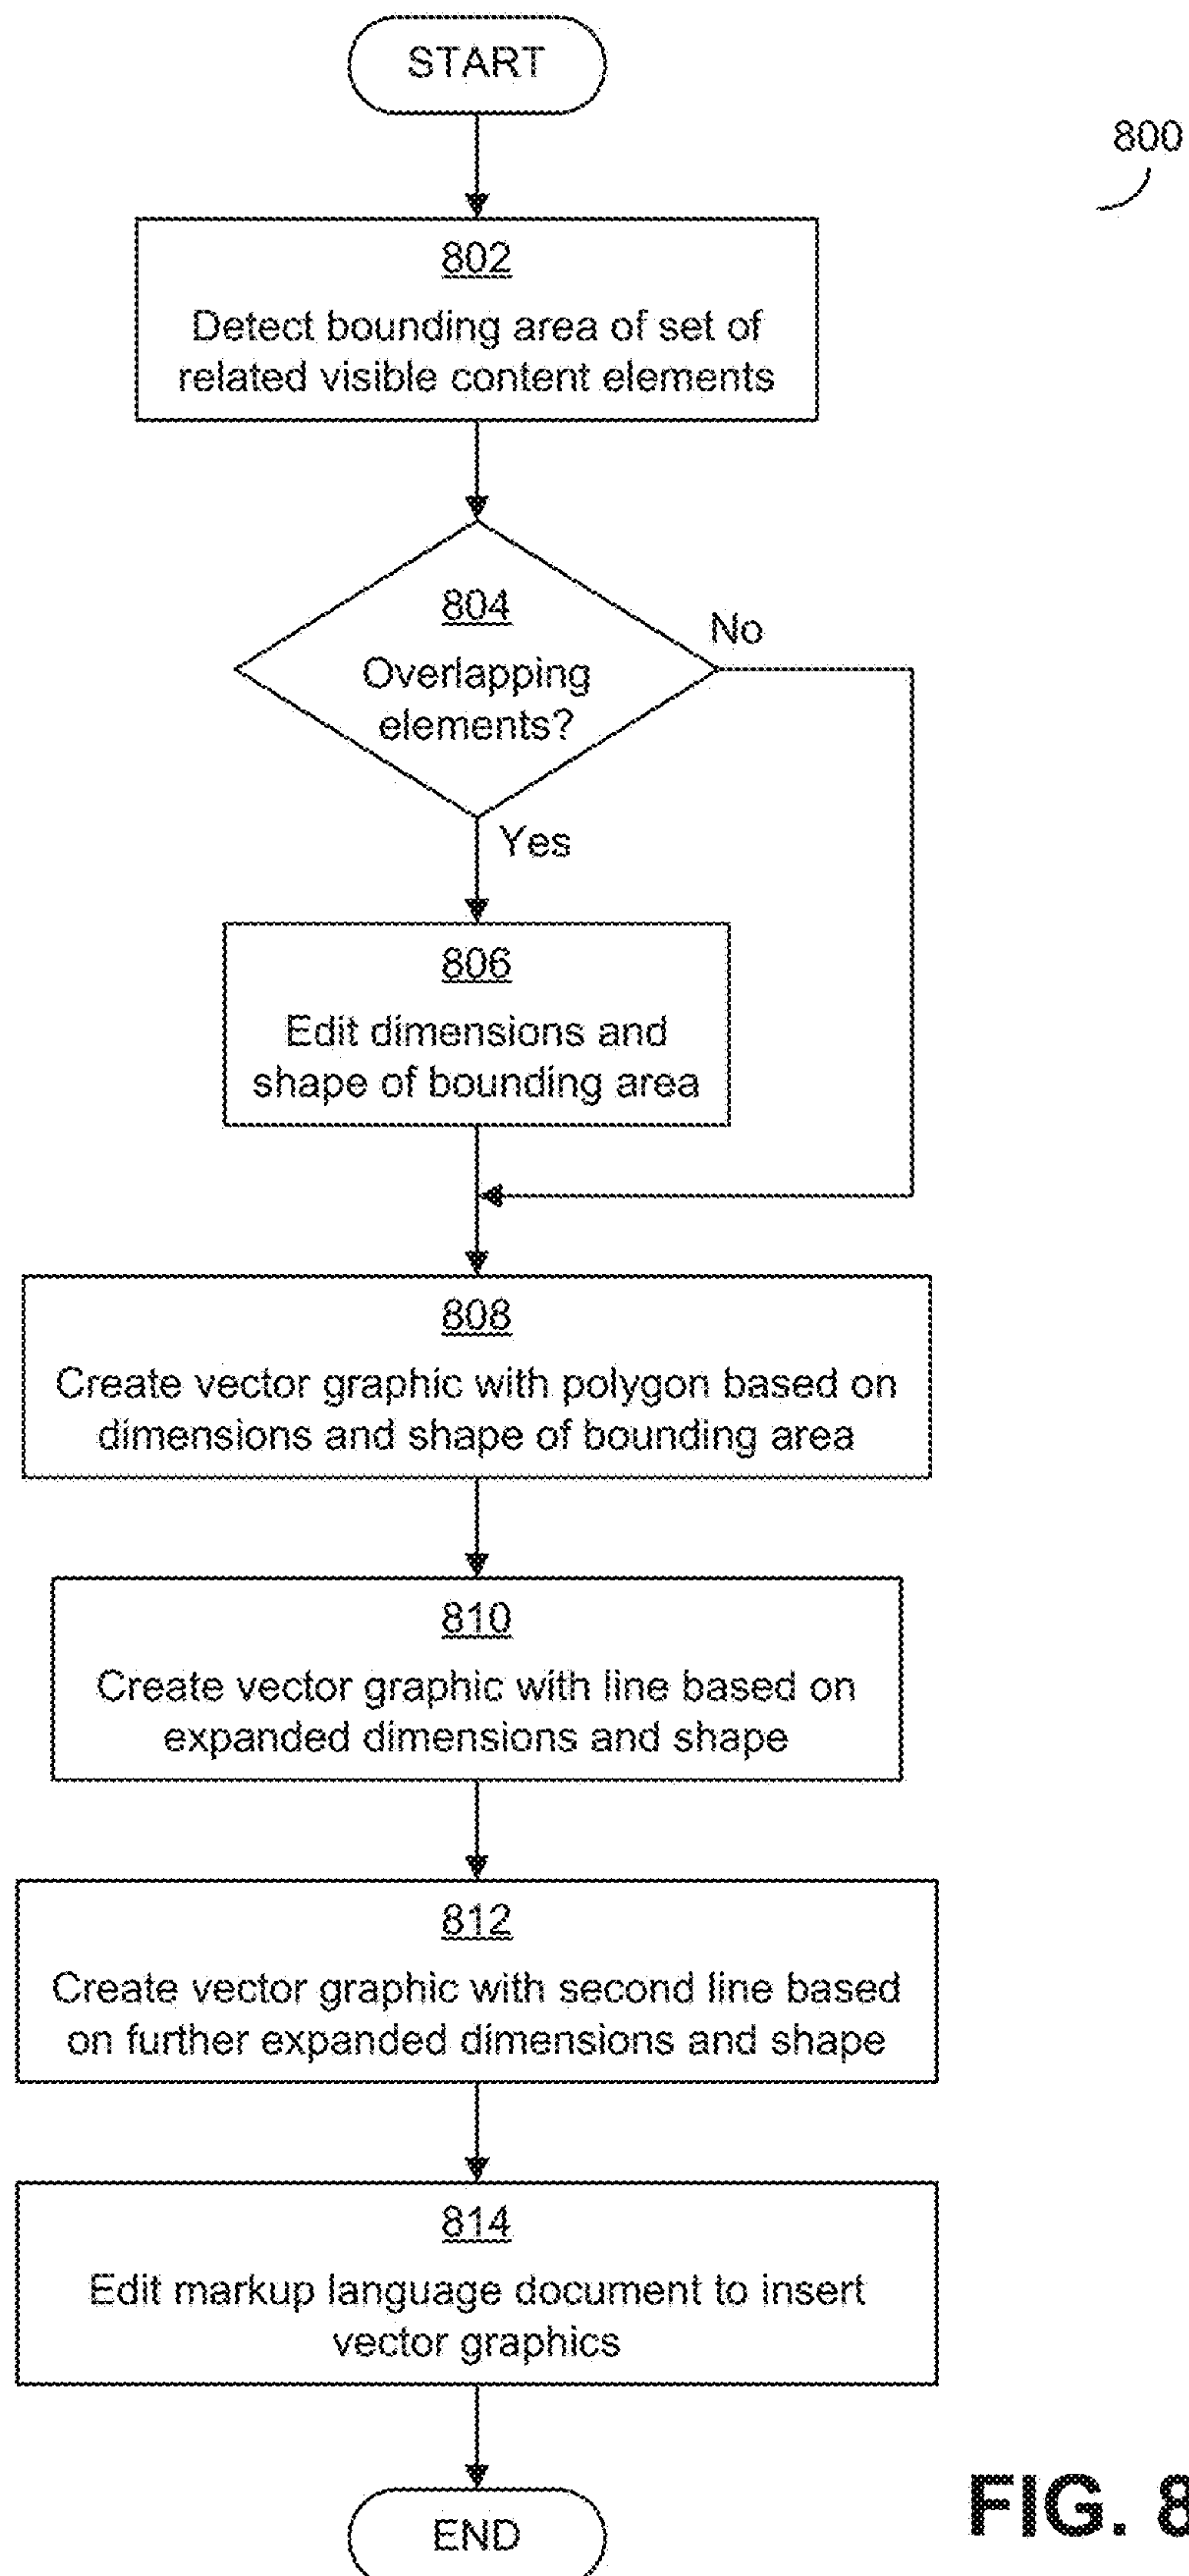 START
800
802
Detect bounding area of set of
related visible content elements
804
Overlapping
elements?
No
Yes
806
Edit dimensions and
shape of bounding area
808
Create vector graphic with polygon based on
dimensions and shape of bounding area
810
Create vector graphic with line based on
expanded dimensions and shape
812
Create vector graphic with second line based
on further expanded dimensions and shape
814
Edit markup language document to insert
vector graphics
END
FIG. 8